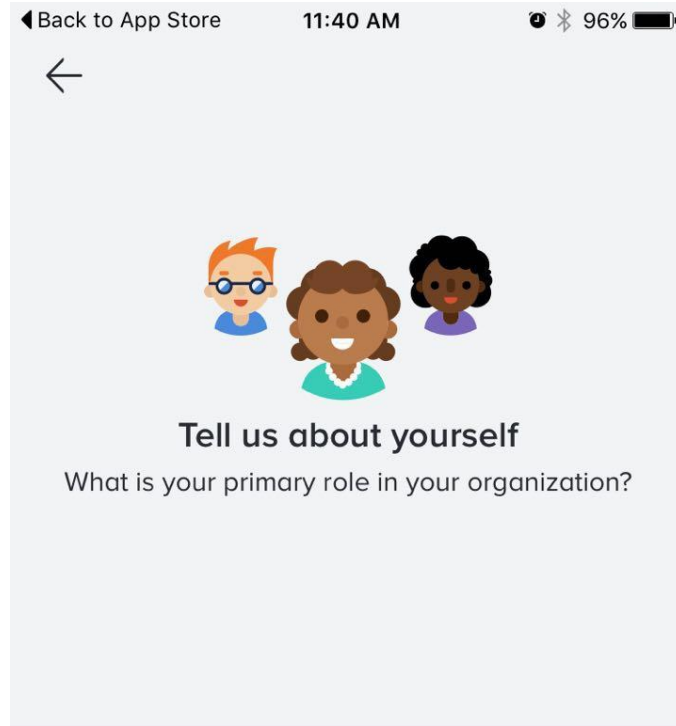 Back to App Store 11:40 AM 96%
Tell us about yourself
What is your primary role in your organization?